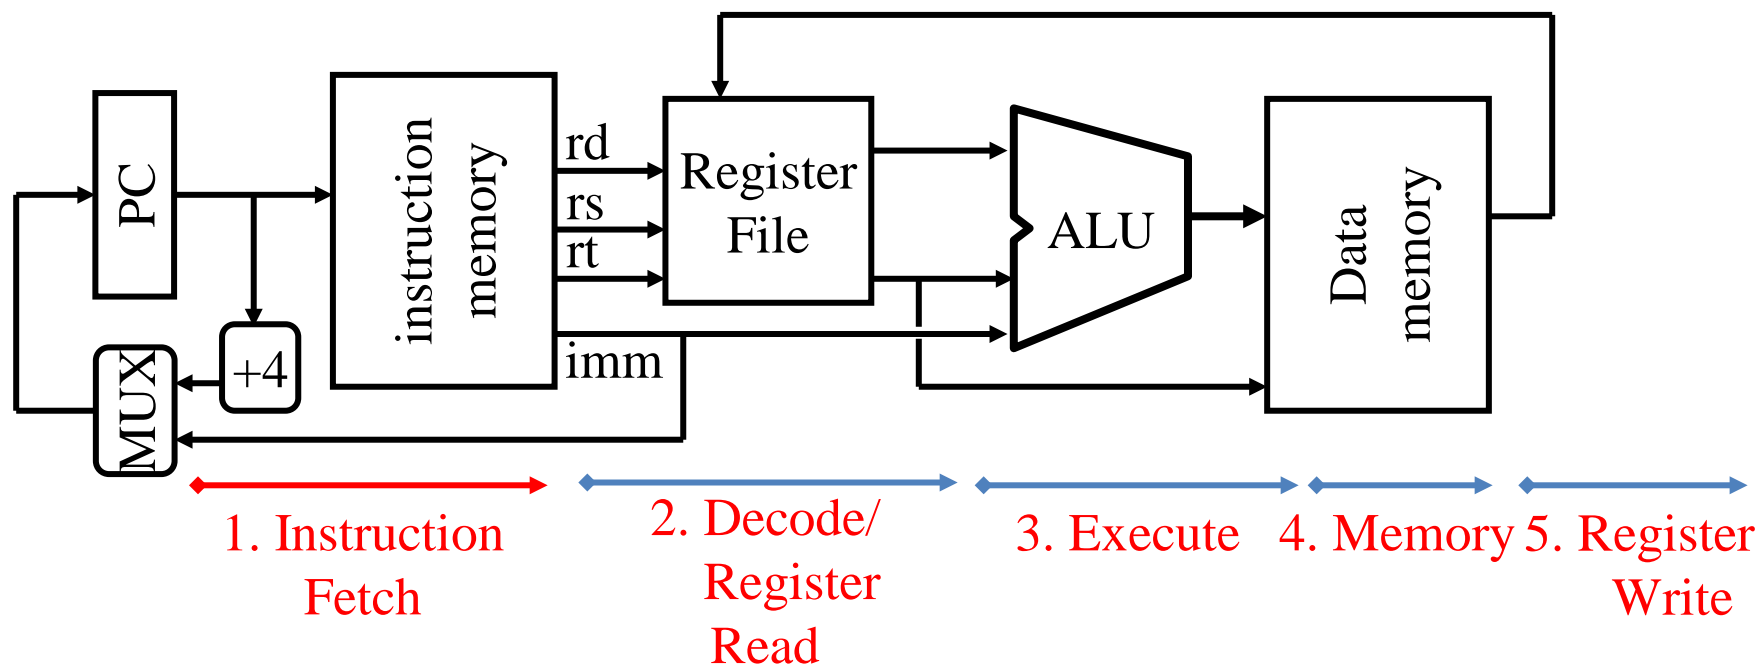 PC
instruction
memory
rd
rs
rt
imm
Register
File
ALU
Data
memory
+4
MUX
1. Instruction
Fetch
2. Decode/
Register
Read
3. Execute
4. Memory
5. Register
Write